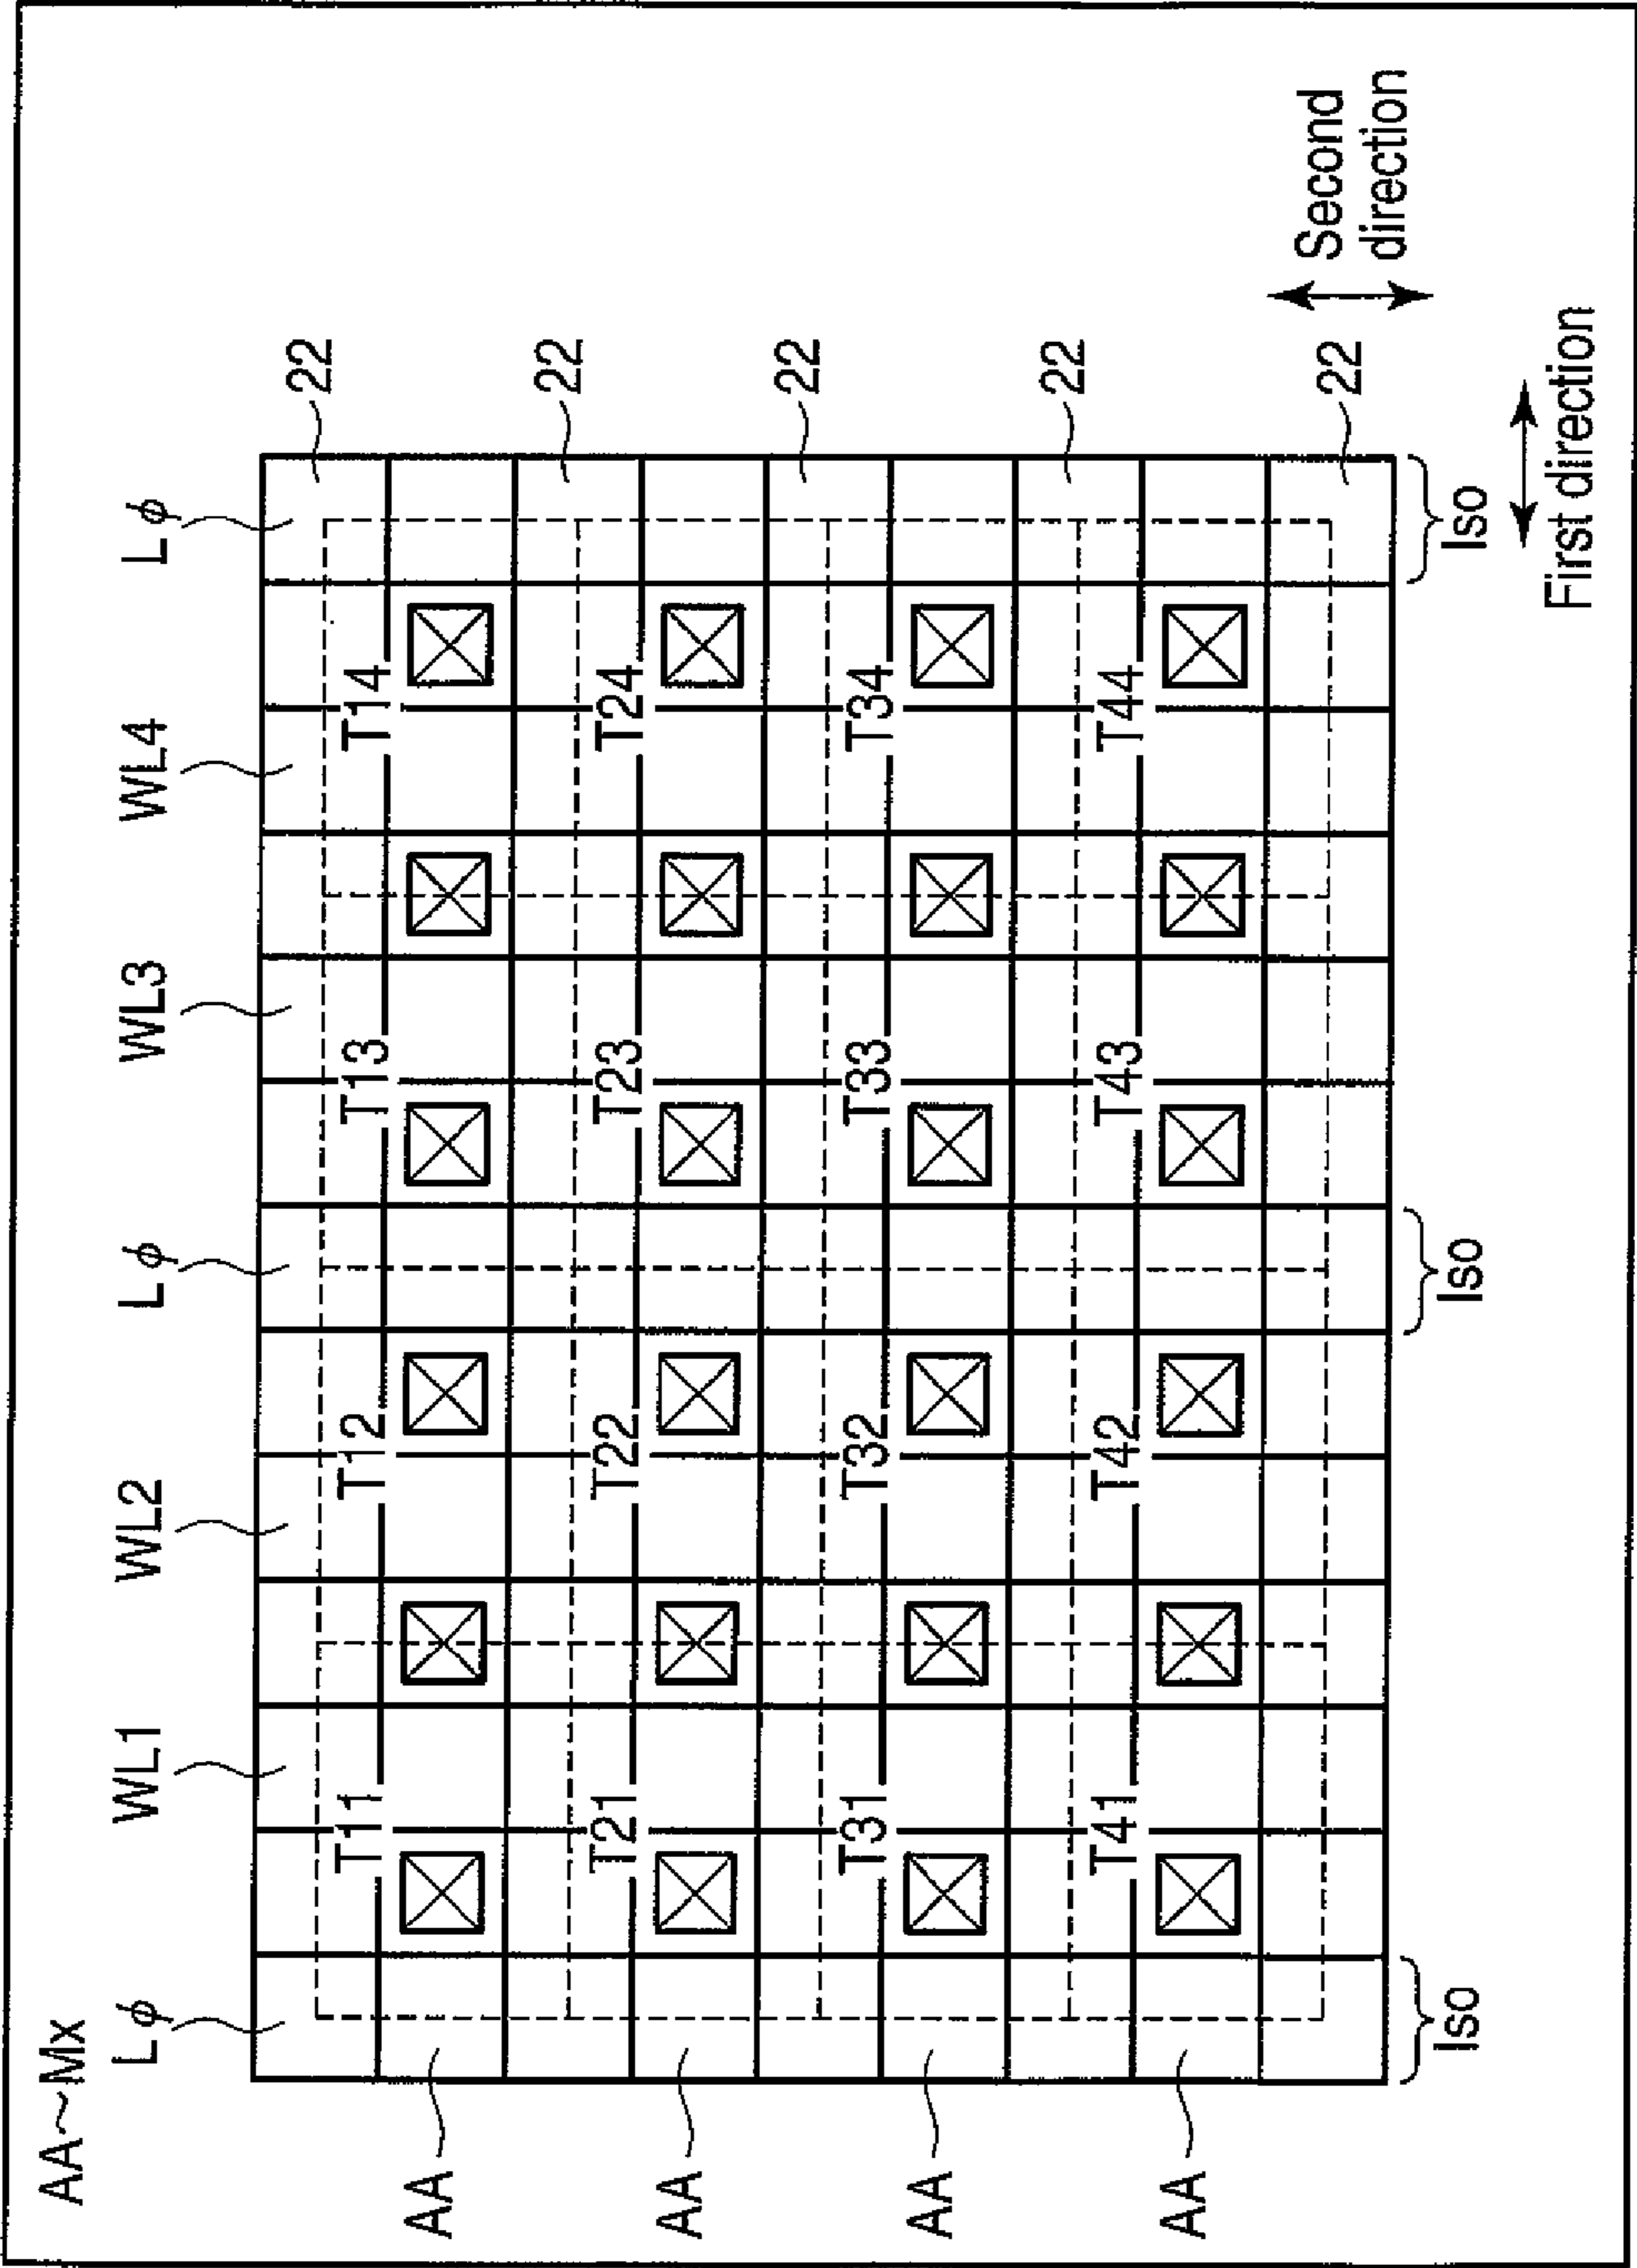 AA~Mx
Lϕ WL1 WL2 Lϕ WL3 WL4 Lϕ
22
T11 T12 T13 T14
AA
22
T21 T22 T23 T24
AA
22
T31 T32 T33 T34
AA
22
T41 T42 T43 T44
AA
22
Iso Iso Iso
Second
direction
First direction